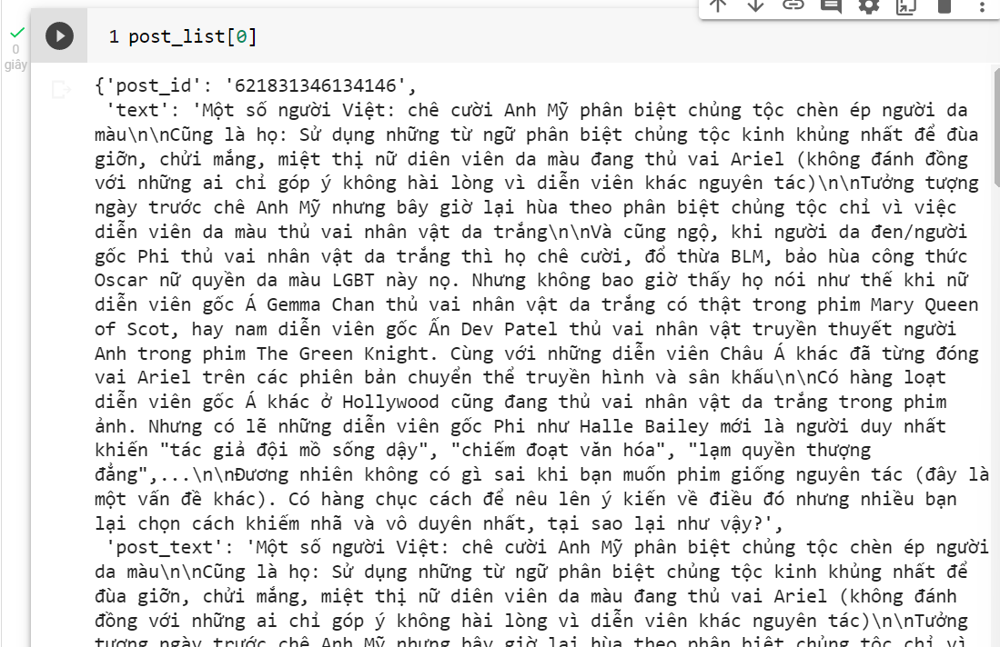 1 post_list[0]
0
giây
{'post_id': '621831346134146',
'text': 'Một số người Việt: chê cười Anh Mỹ phân biệt chủng tộc chèn ép người da
màu\n\nCũng là họ: Sử dụng những từ ngữ phân biệt chủng tộc kinh khủng nhất để đùa
giỡn, chửi mắng, miệt thị nữ diên viên da màu đang thủ vai Ariel (không đánh đồng
với những ai chỉ góp ý không hài lòng vì diễn viên khác nguyên tác)\n\nTưởng tượng
ngày trước chê Anh Mỹ nhưng bây giờ lại hùa theo phân biệt chủng tộc chỉ vì việc
diễn viên da màu thủ vai nhân vật da trắng\n\nVà cũng ngộ, khi người da đen/người
gốc Phi thủ vai nhân vật da trắng thì họ chê cười, đổ thừa BLM, bảo hùa công thức
Oscar nữ quyền da màu LGBT này nọ. Nhưng không bao giờ thấy họ nói như thế khi nữ
diễn viên gốc Á Gemma Chan thủ vai nhân vật da trắng có thật trong phim Mary Queen
of Scot, hay nam diễn viên gốc Ấn Dev Patel thủ vai nhân vật truyền thuyết người
Anh trong phim The Green Knight. Cùng với những diễn viên Châu Á khác đã từng đóng
vai Ariel trên các phiên bản chuyển thể truyền hình và sân khấu\n\nCó hàng loạt
diễn viên gốc Á khác ở Hollywood cũng đang thủ vai nhân vật da trắng trong phim
ảnh. Nhưng có lẽ những diễn viên gốc Phi như Halle Bailey mới là người duy nhất
khiến "tác giả đội mồ sống dậy", "chiếm đoạt văn hóa", "lạm quyền thượng
đẳng",...\n\nĐương nhiên không có gì sai khi bạn muốn phim giống nguyên tác (đây là
một vấn đề khác). Có hàng chục cách để nêu lên ý kiến về điều đó nhưng nhiều bạn
lại chọn cách khiếm nhã và vô duyên nhất, tại sao lại như vậy?',
'post_text': 'Một số người Việt: chê cười Anh Mỹ phân biệt chủng tộc chèn ép người
da màu\n\nCũng là họ: Sử dụng những từ ngữ phân biệt chủng tộc kinh khủng nhất để
đùa giỡn, chửi mắng, miệt thị nữ diên viên da màu đang thủ vai Ariel (không đánh
đồng với những ai chỉ góp ý không hài lòng vì diễn viên khác nguyên tác)\n\nTưởng
tượng ngày trước chê Anh Mỹ nhưng bây giờ lại hùa theo phân biệt chủng tộc chỉ vì